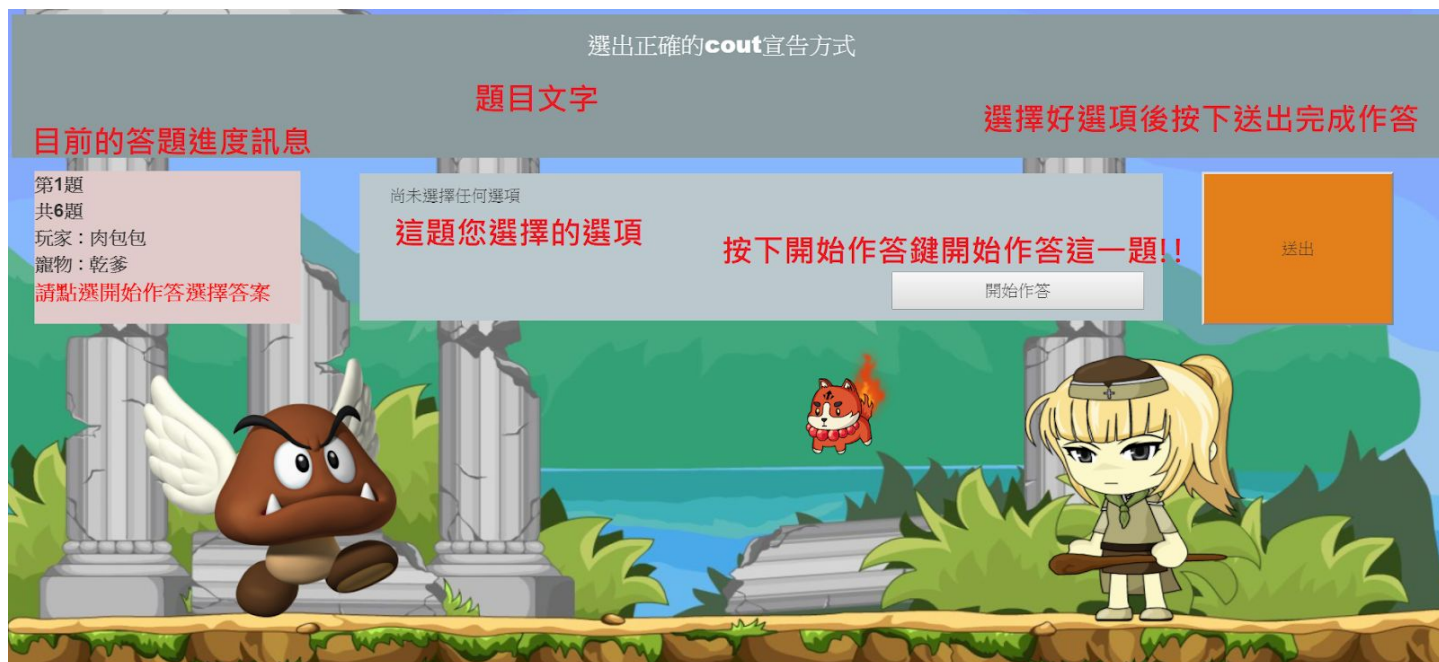 選出正確的cout宣告方式
題目文字
選擇好選項後按下送出完成作答
目前的答題進度訊息
第1題
共6題
玩家：肉包包
寵物：乾爹
請點選開始作答選擇答案
尚未選擇任何選項
這題您選擇的選項
按下開始作答鍵開始作答這一題!!
開始作答
送出